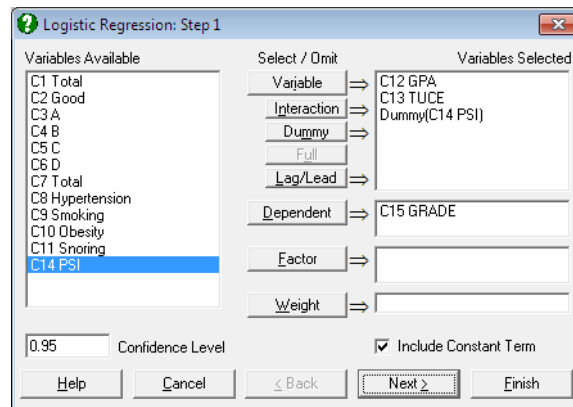 Logistic Regression: Step 1
Variables Available
Select / Omit
Variables Selected
C1 Total
C2 Good
C3 A
C4 B
C5 C
C6 D
C7 Total
C8 Hypertension
C9 Smoking
C10 Obesity
C11 Snoring
C14 PSI
Variable
Interaction
Dummy
Full
Lag/Lead
Dependent
Factor
Weight
C12 GPA
C13 TUCE
Dummy(C14 PSI)
C15 GRADE
0.95 Confidence Level
Include Constant Term
Help Cancel < Back Next > Finish